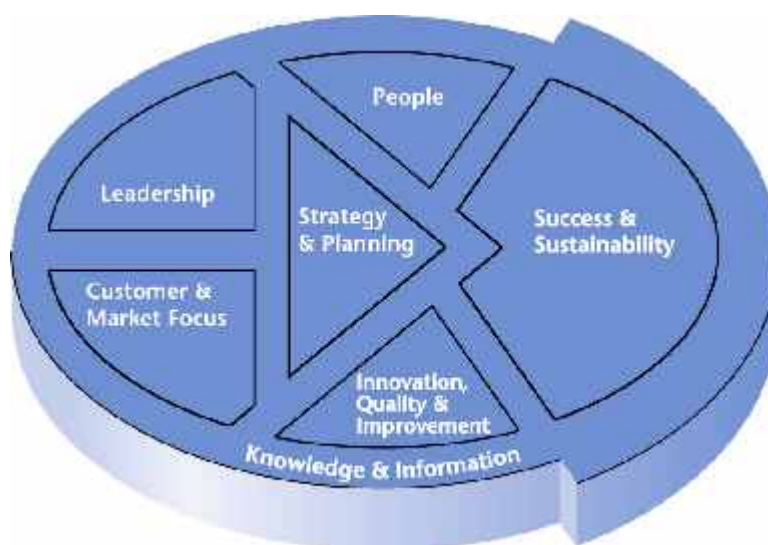 People
Leadership
Strategy
& Planning
Success &
Sustainability
Customer &
Market Focus
Innovation,
Quality &
Improvement
Knowledge & Information